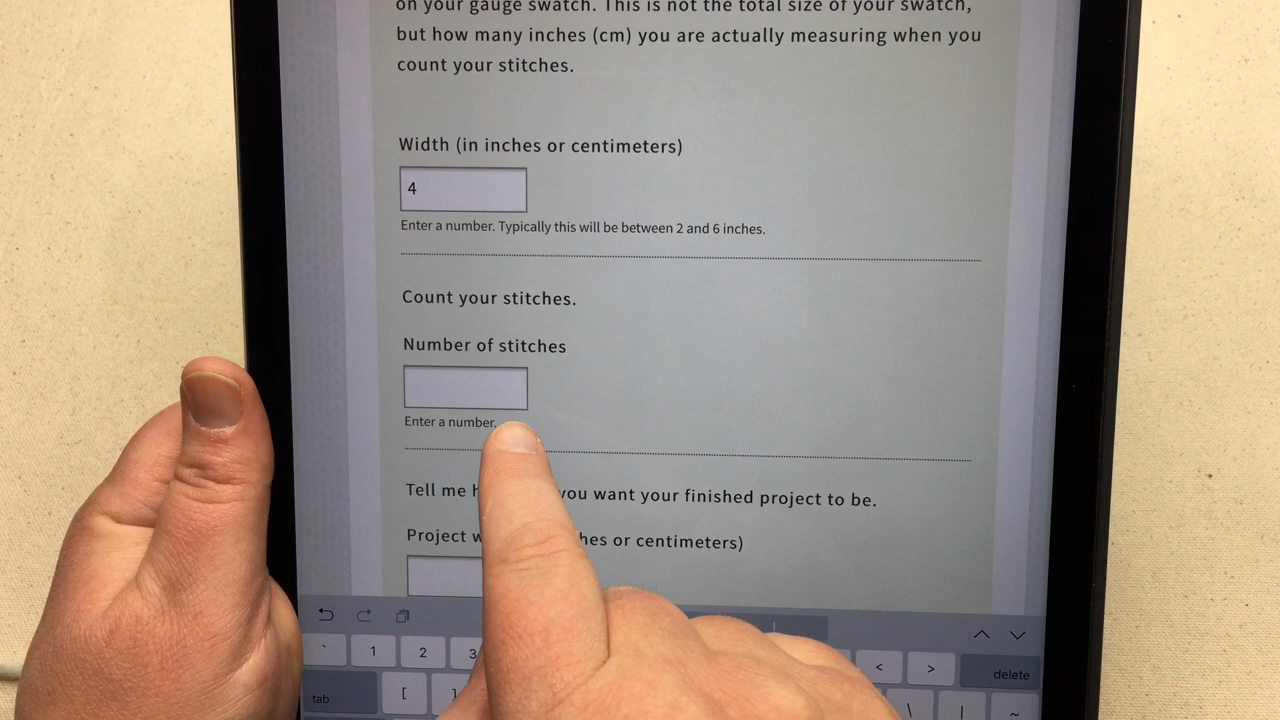 on your gauge swatch. This is not the total size of your swatch,
but how many inches (cm) you are actually measuring when you
count your stitches.
Width (in inches or centimeters)
4
Enter a number. Typically this will be between 2 and 6 inches.
Count your stitches.
Number of stitches
Enter a number.
Tell me you want your finished project to be.
Project or centimeters)
` 1 2 3 < > delete
tab [ ] \ | ~